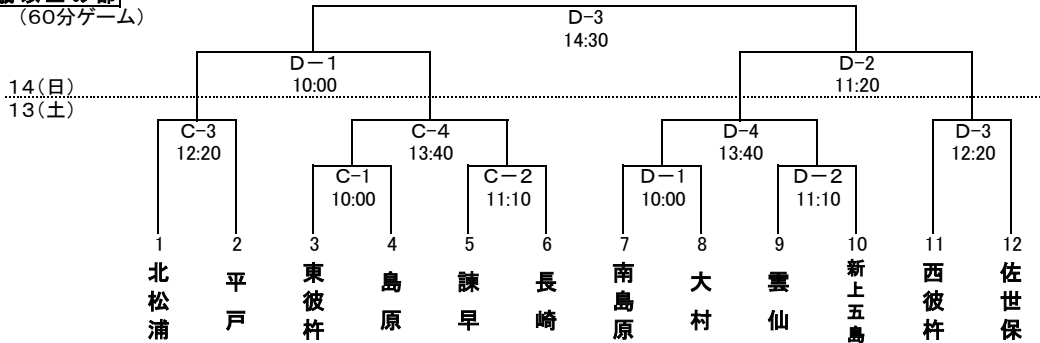 (60分ゲーム)
D-3
14:30
D-1
10:00
D-2
11:20
14(日)
13(土)
C-3
12:20
C-4
13:40
D-4
13:40
D-3
12:20
C-1
10:00
C-2
11:10
D-1
10:00
D-2
11:10
1 2 3 4 5 6 7 8 9 10 11 12
北松浦
平戸
東彼杵
島原
諫早
長崎
南島原
大村
雲仙
新上五島
西彼杵
佐世保